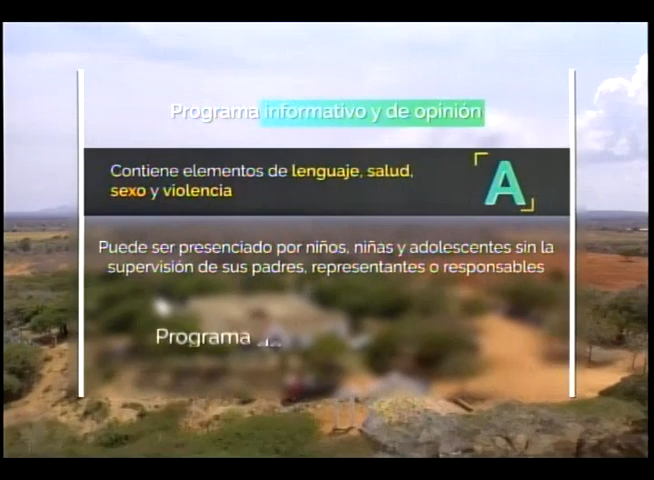 Programa informativo y de opinión
Contiene elementos de lenguaje, salud,
sexo y violencia
A
Puede ser presenciado por niños, niñas y adolescentes sin la
supervisión de sus padres, representantes o responsables
Programa